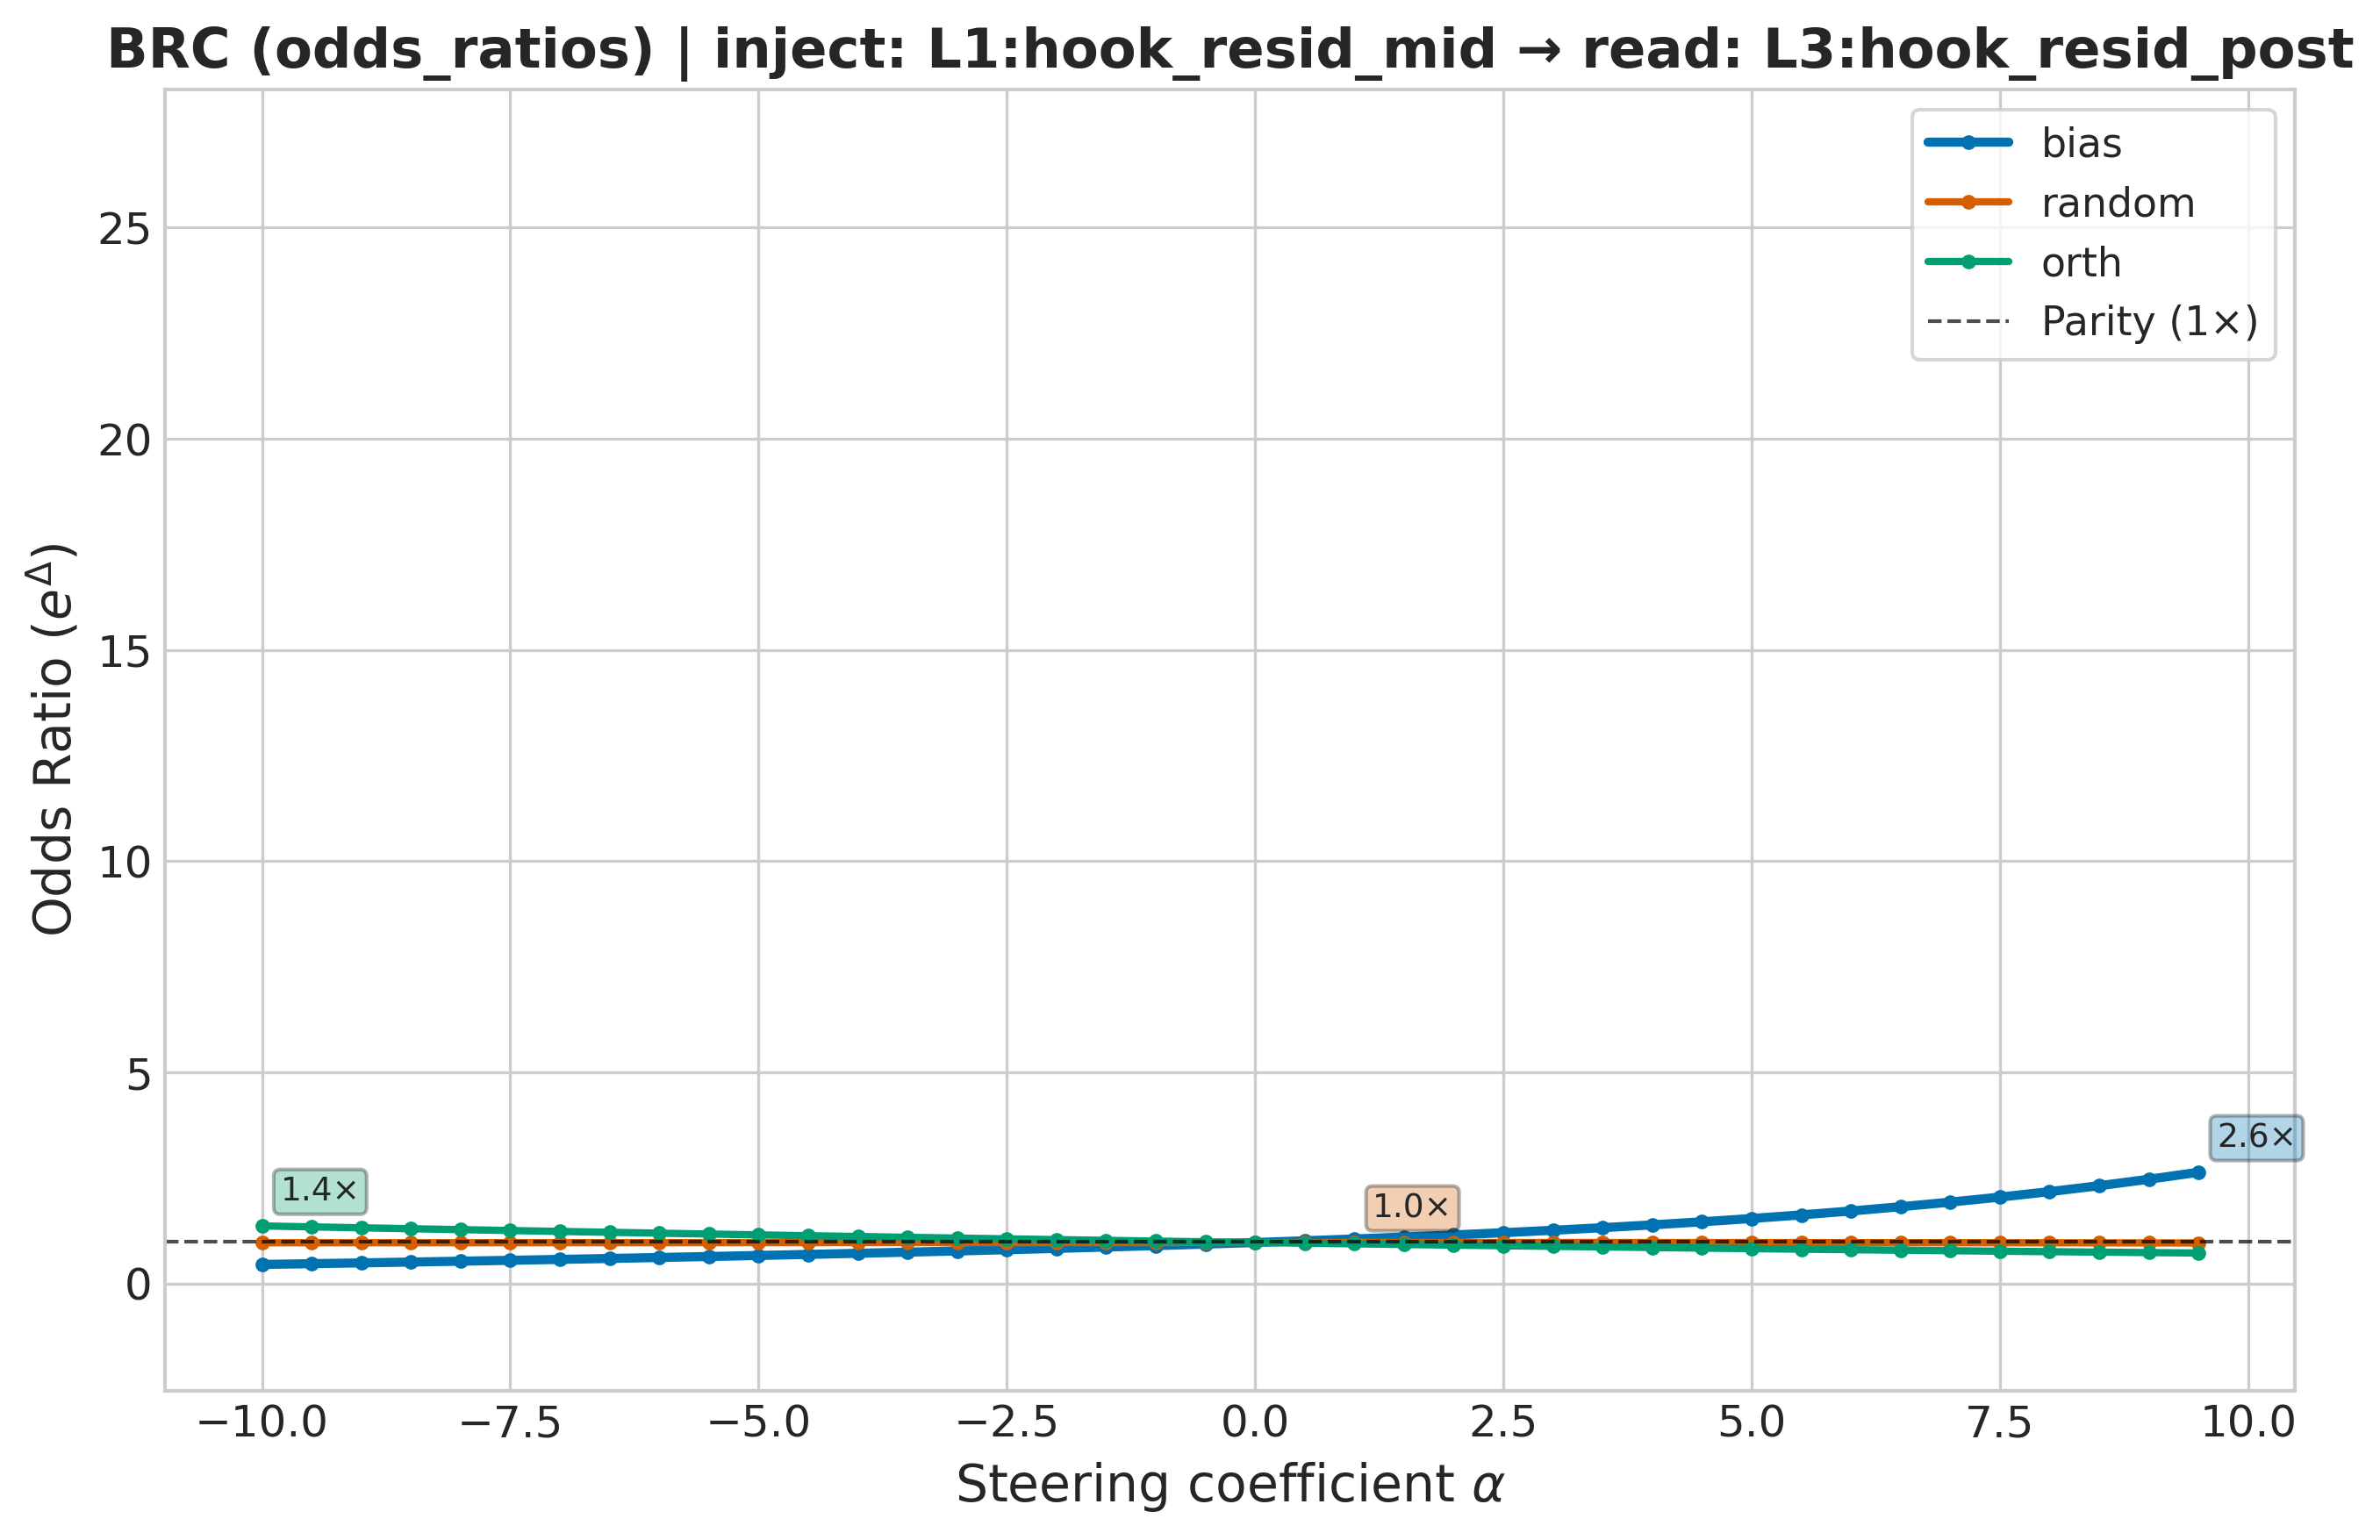 BRC (odds_ratios) | inject: L1:hook_resid_mid → read: L3:hook_resid_post
bias
random
orth
Parity (1×)
25
20
15
10
5
0
Odds Ratio (e^Δ)
1.4×
1.0×
2.6×
−10.0 −7.5 −5.0 −2.5 0.0 2.5 5.0 7.5 10.0
Steering coefficient α